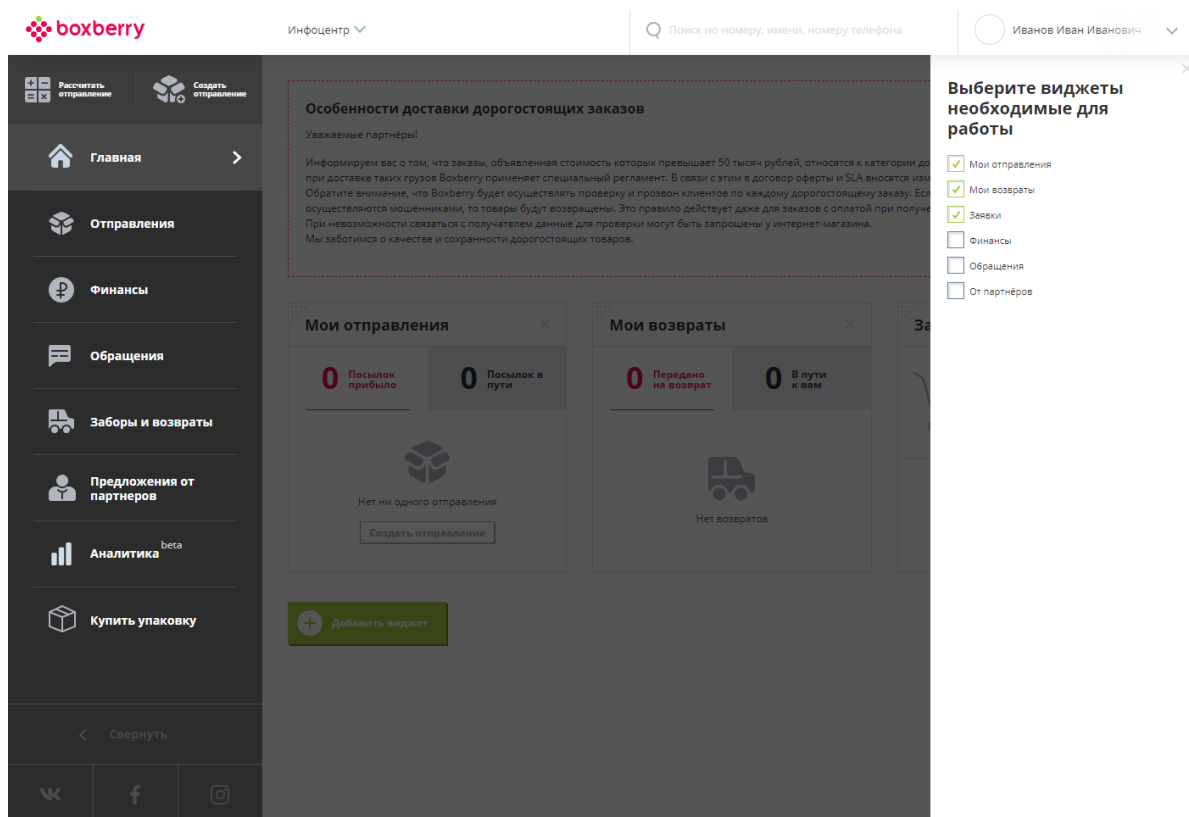 boxberry
Инфоцентр
Поиск но номеру, имени, номеру телефона
Иванов Иван Иванович
Рассчитать
отправление
Создать
отправление
Главная
Отправления
Финансы
Обращения
Заборы и возвраты
Предложения от
партнеров
Аналитика beta
Купить упаковку
Свернуть
Особенности доставки дорогостоящих заказов
Уважаемые партнёры!
Информируем вас о том, что заказы, объявленная стоимость которых превышает 50 тысяч рублей, относятся к категории до
при доставке таких грузов Boxberry применяет специальный регламент. В связи с этим в договор оферты и SLA вносятся изм
Обратите внимание, что Boxberry будет осуществлять проверку и прозвон клиентов по каждому дорогостоящему заказу. Есл
осуществляются мошенниками, то товары будут возвращены. Это правило действует даже для заказов с оплатой при получе
При невозможности связаться с получателем данные для проверки могут быть запрошены у интернет-магазина.
Мы заботимся о качестве и сохранности дорогостоящих товаров.
Мои отправления
0 Посылок
прибыло
0 Посылок в
пути
Нет ни одного отправления
Создать отправление
Мои возвраты
0 Передано
на возврат
0 В пути
к вам
Нет возвратов
За
Добавить виджет
Выберите виджеты
необходимые для
работы
Мои отправления
Мои возвраты
Заявки
Финансы
Обращения
От партнёров